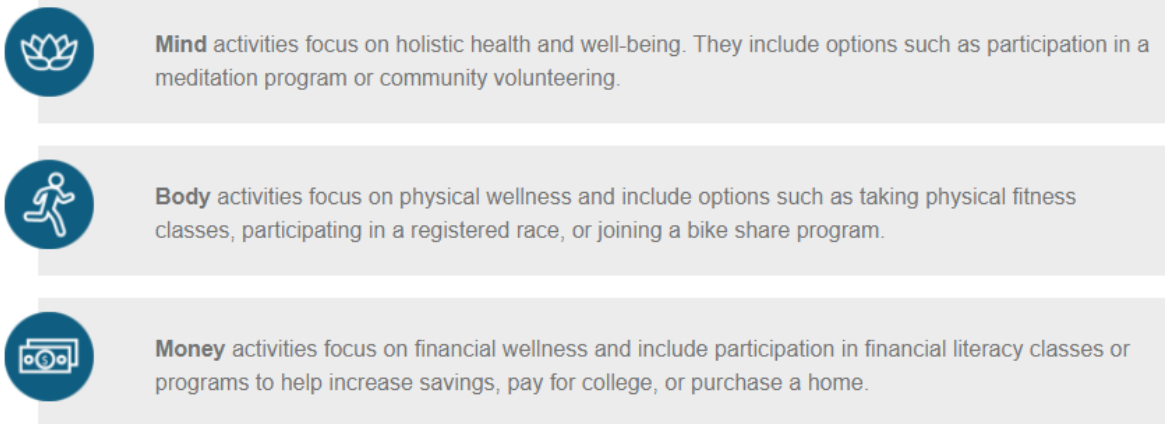 Mind activities focus on holistic health and well-being. They include options such as participation in a
meditation program or community volunteering.
Body activities focus on physical wellness and include options such as taking physical fitness
classes, participating in a registered race, or joining a bike share program.
Money activities focus on financial wellness and include participation in financial literacy classes or
programs to help increase savings, pay for college, or purchase a home.